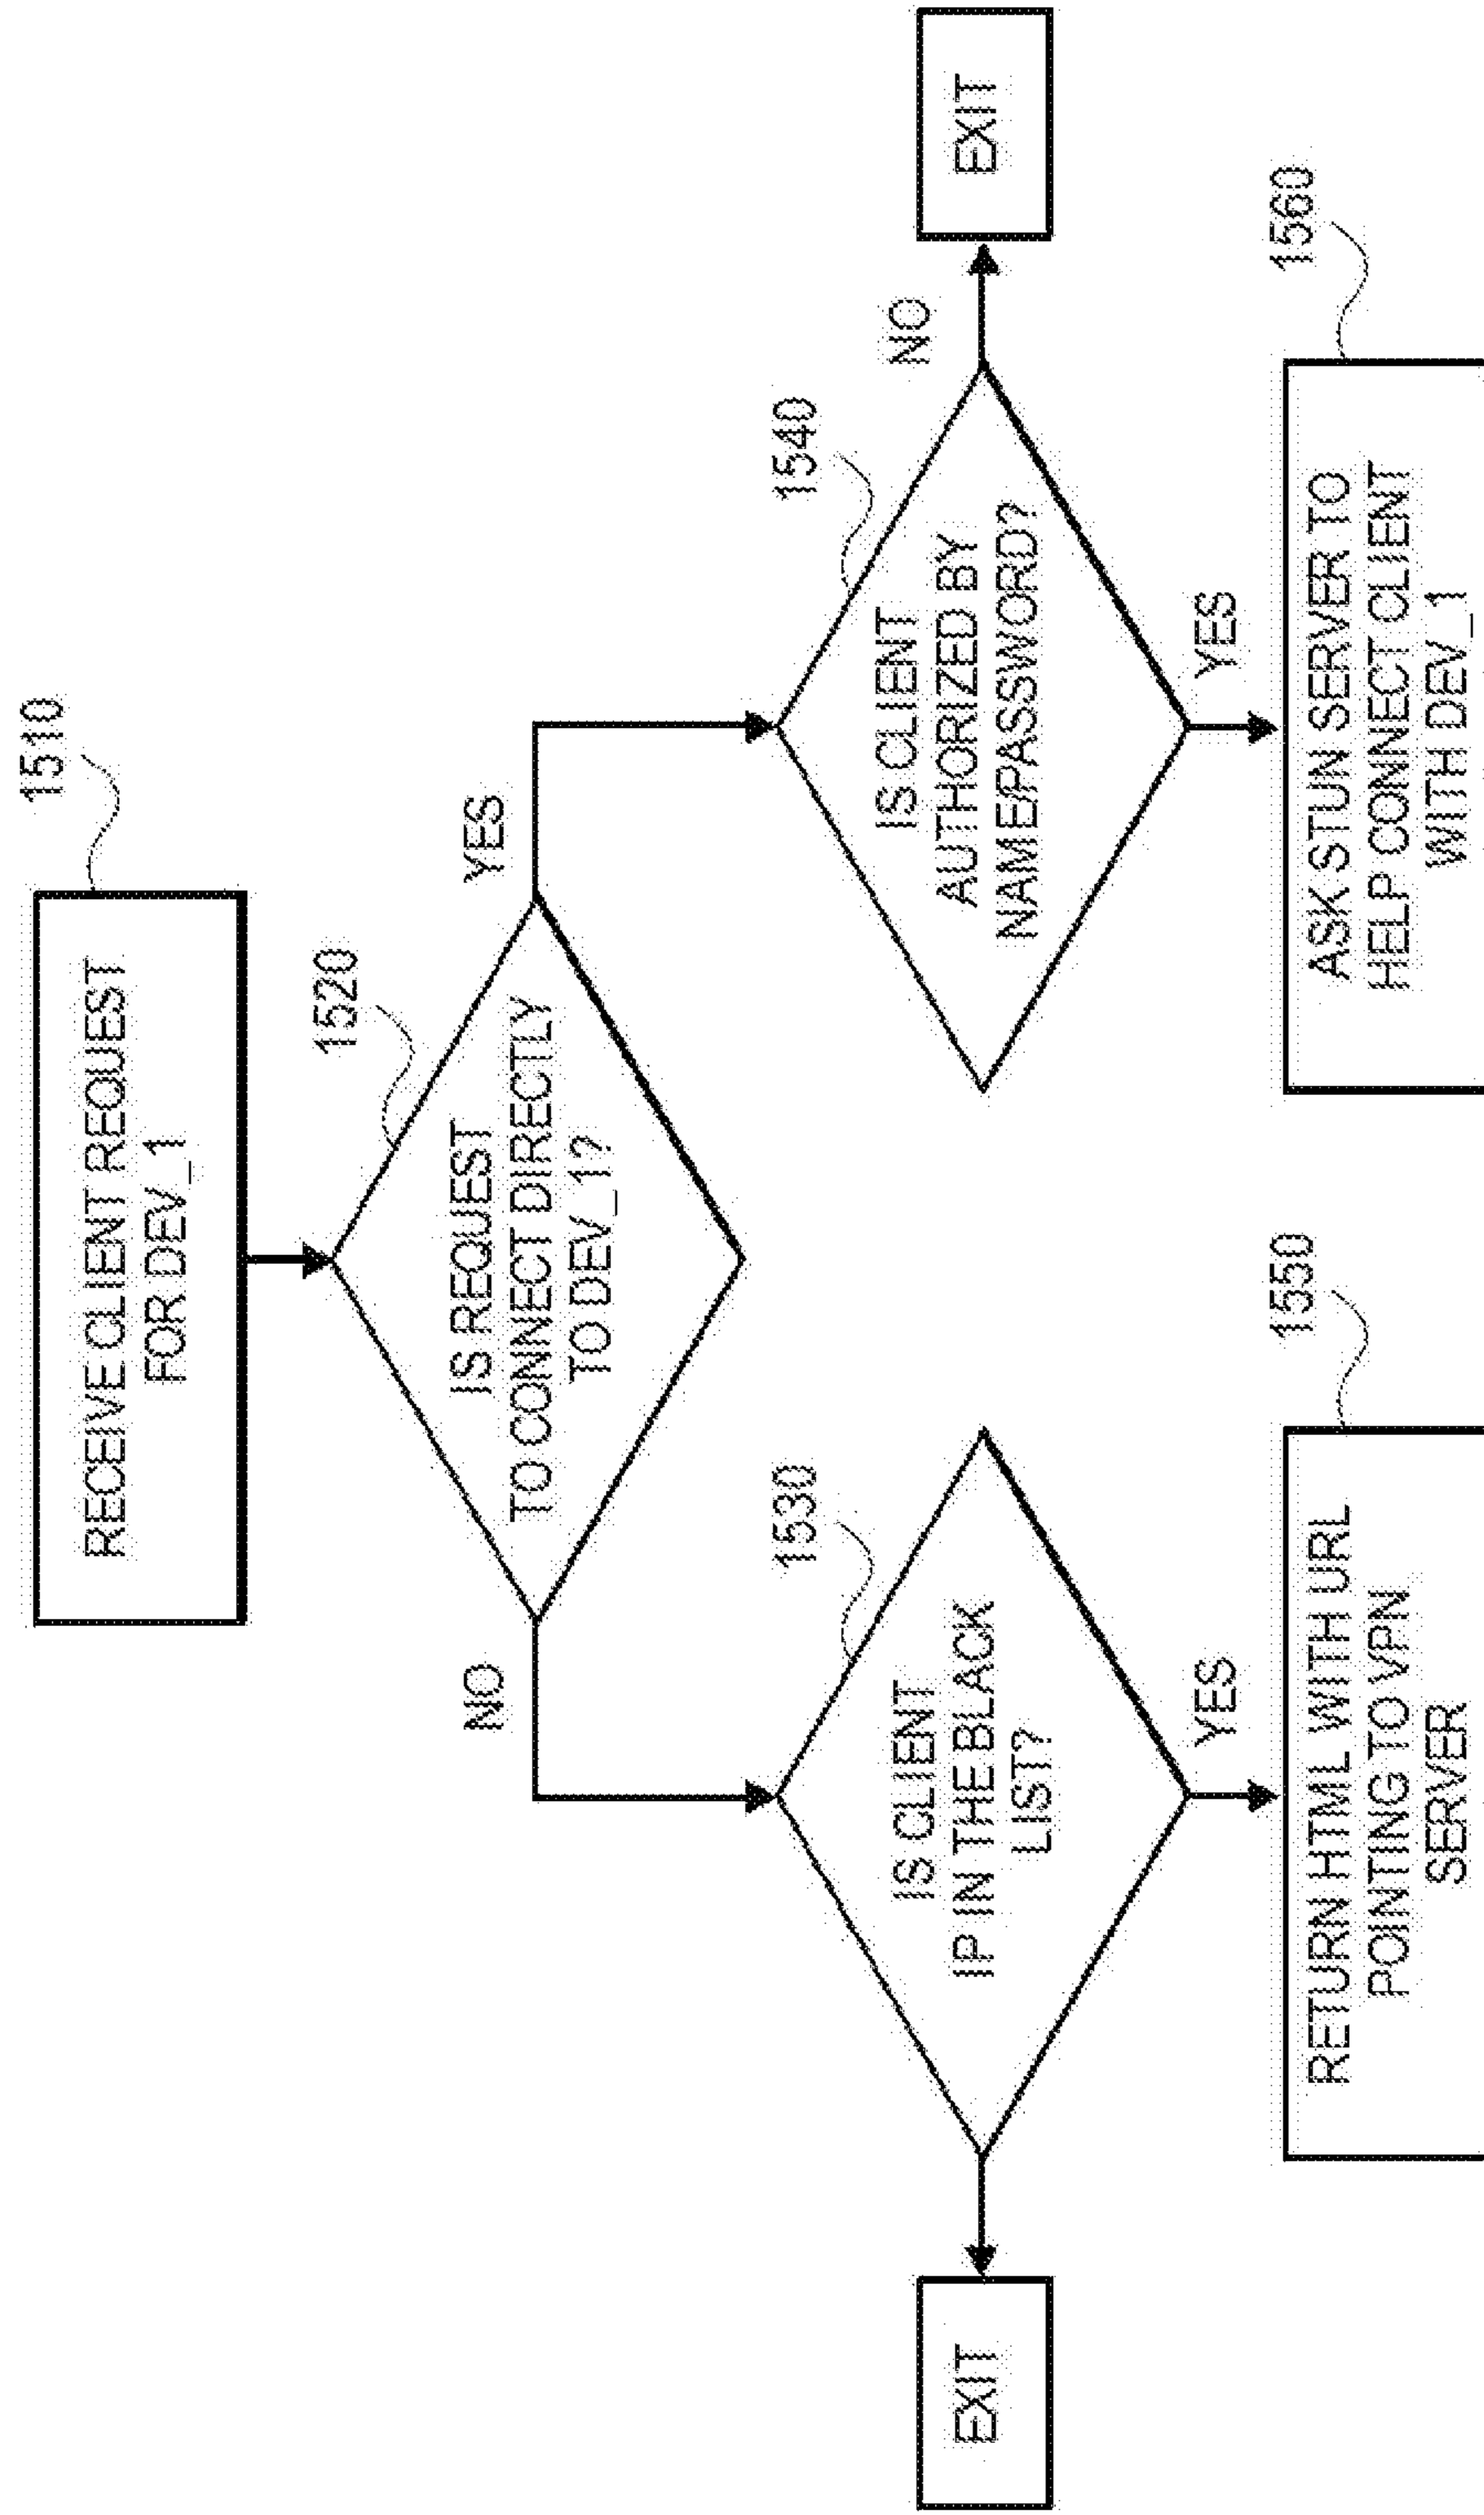 1510
RECEIVE CLIENT REQUEST
FOR DEV_1
1520
IS REQUEST
TO CONNECT DIRECTLY
TO DEV_1?
NO
YES
1530
IS CLIENT
IP IN THE BLACK
LIST?
1540
IS CLIENT
AUTHORIZED BY
NAME/PASSWORD?
EXIT
NO
EXIT
YES
YES
1550
RETURN HTML WITH URL
POINTING TO VPN
SERVER
1560
ASK STUN SERVER TO
HELP CONNECT CLIENT
WITH DEV_1